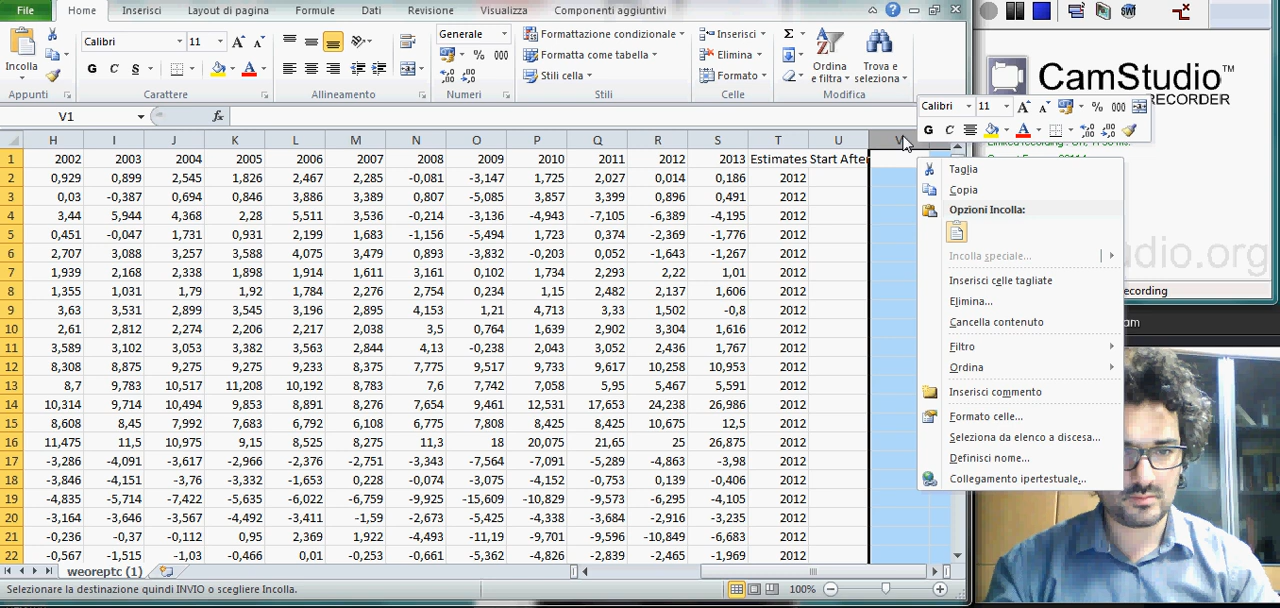 File Home Inserisci Layout di pagina Formule Dati Revisione Visualizza Componenti aggiuntivi
Incolla
Calibri 11
G C S
Generale
% 000
Formattazione condizionale
Formatta come tabella
Stili cella
Inserisci
Elimina
Formato
Σ
Ordina e filtra
Trova e seleziona
Appunti Carattere Allineamento Numeri Stili Celle Modifica
V1 fx
H I J K L M N O P Q R S T U V
1 2002 2003 2004 2005 2006 2007 2008 2009 2010 2011 2012 2013 Estimates Start After
2 0,929 0,899 2,545 1,826 2,467 2,285 -0,081 -3,147 1,725 2,027 0,014 0,186 2012
3 0,03 -0,387 0,694 0,846 3,886 3,389 0,807 -5,085 3,857 3,399 0,896 0,491 2012
4 3,44 5,944 4,368 2,28 5,511 3,536 -0,214 -3,136 -4,943 -7,105 -6,389 -4,195 2012
5 0,451 -0,047 1,731 0,931 2,199 1,683 -1,156 -5,494 1,723 0,374 -2,369 -1,776 2012
6 2,707 3,088 3,257 3,588 4,075 3,479 0,893 -3,832 -0,203 0,052 -1,643 -1,267 2012
7 1,939 2,168 2,338 1,898 1,914 1,611 3,161 0,102 1,734 2,293 2,22 1,01 2012
8 1,355 1,031 1,79 1,92 1,784 2,276 2,754 0,234 1,15 2,482 2,137 1,606 2012
9 3,63 3,531 2,899 3,545 3,196 2,895 4,153 1,21 4,713 3,33 1,502 -0,8 2012
10 2,61 2,812 2,274 2,206 2,217 2,038 3,5 0,764 1,639 2,902 3,304 1,616 2012
11 3,589 3,102 3,053 3,382 3,563 2,844 4,13 -0,238 2,043 3,052 2,436 1,767 2012
12 8,308 8,875 9,275 9,275 9,233 8,375 7,775 9,517 9,733 9,617 10,258 10,953 2012
13 8,7 9,783 10,517 11,208 10,192 8,783 7,6 7,742 7,058 5,95 5,467 5,591 2012
14 10,314 9,714 10,494 9,853 8,891 8,276 7,654 9,461 12,531 17,653 24,238 26,986 2012
15 8,608 8,45 7,992 7,683 6,792 6,108 6,775 7,808 8,425 8,425 10,675 12,5 2012
16 11,475 11,5 10,975 9,15 8,525 8,275 11,3 18 20,075 21,65 25 26,875 2012
17 -3,286 -4,091 -3,617 -2,966 -2,376 -2,751 -3,343 -7,564 -7,091 -5,289 -4,863 -3,98 2012
18 -3,846 -4,151 -3,76 -3,332 -1,653 0,228 -0,074 -3,075 -4,152 -0,753 0,139 -0,406 2012
19 -4,835 -5,714 -7,422 -5,635 -6,022 -6,759 -9,923 -15,609 -10,829 -9,573 -6,295 -4,105 2012
20 -3,164 -3,646 -3,567 -4,492 -3,411 -1,59 -2,673 -5,425 -4,338 -3,684 -2,916 -3,235 2012
21 -0,236 -0,37 -0,112 0,95 2,369 1,922 -4,493 -11,19 -9,701 -9,596 -10,849 -6,683 2012
22 -0,567 -1,515 -1,03 -0,466 0,01 -0,253 -0,661 -5,362 -4,826 -2,839 -2,465 -1,969 2012
weoreptc (1)
Selezionare la destinazione quindi INVIO o scegliere Incolla.
100%
Calibri 11
% 000
G C
Taglia
Copia
Opzioni Incolla:
Incolla speciale...
Inserisci celle tagliate
Elimina...
Cancella contenuto
Filtro
Ordina
Inserisci commento
Formato celle...
Seleziona da elenco a discesa...
Definisci nome...
Collegamento ipertestuale...
SWF
CamStudio™
RECORDER
dio.org
ecording
am